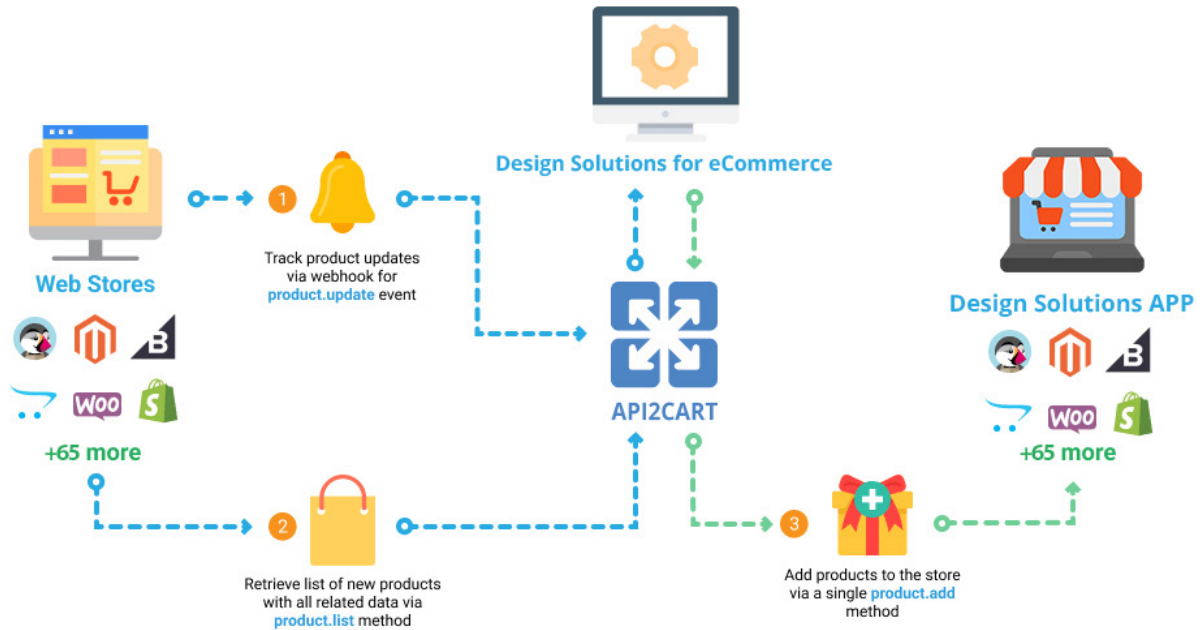 Design Solutions for eCommerce
1
Track product updates
via webhook for
product.update event
Web Stores
B
WOO
S
+65 more
API2CART
Design Solutions APP
B
WOO
S
+65 more
2
Retrieve list of new products
with all related data via
product.list method
3
Add products to the store
via a single product.add
method